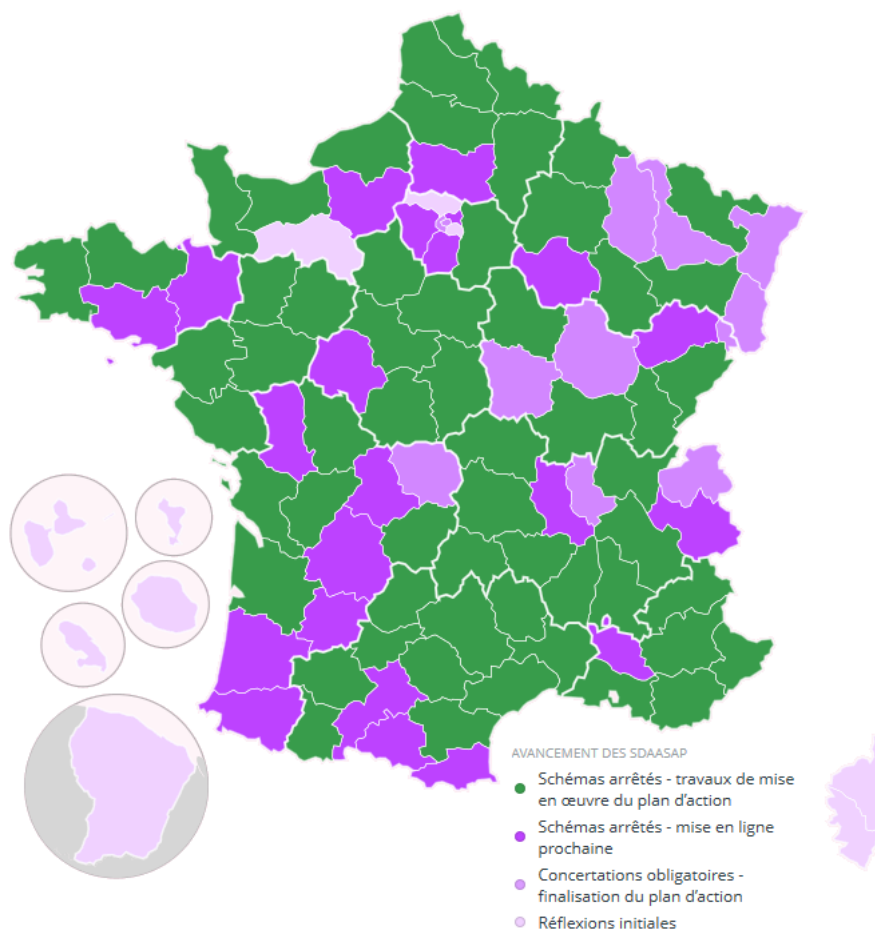 AVANCEMENT DES SDAASAP
Schémas arrêtés - travaux de mise
en œuvre du plan d'action
Schémas arrêtés - mise en ligne
prochaine
Concertations obligatoires -
finalisation du plan d'action
Réflexions initiales